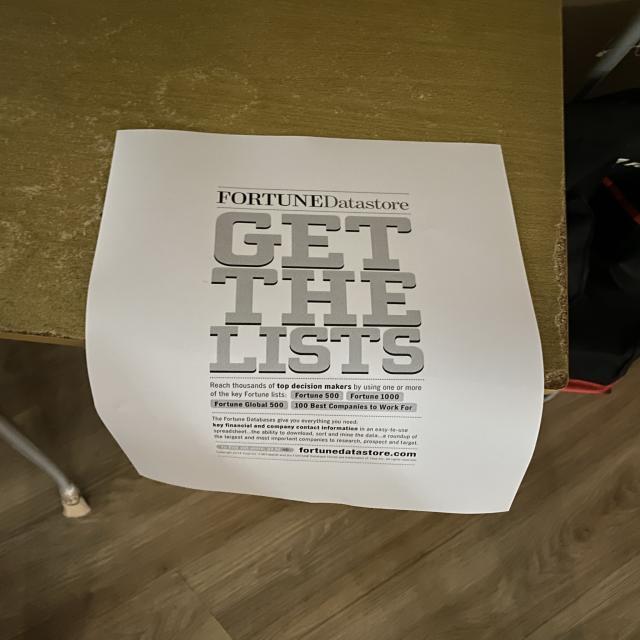 FORTUNEDatastore
GET
THE
LISTS
Reach thousands of top decision makers by using one or more
of the key Fortune lists: Fortune 500 Fortune 1000
Fortune Global 500 100 Best Companies to Work For
The Fortune Databases give you everything you need:
key financial and company contact information in an easy-to-use
spreadsheet...the ability to download, sort and mine the data...a roundup of
the largest and most important companies to research, prospect and target.
fortunedatastore.com